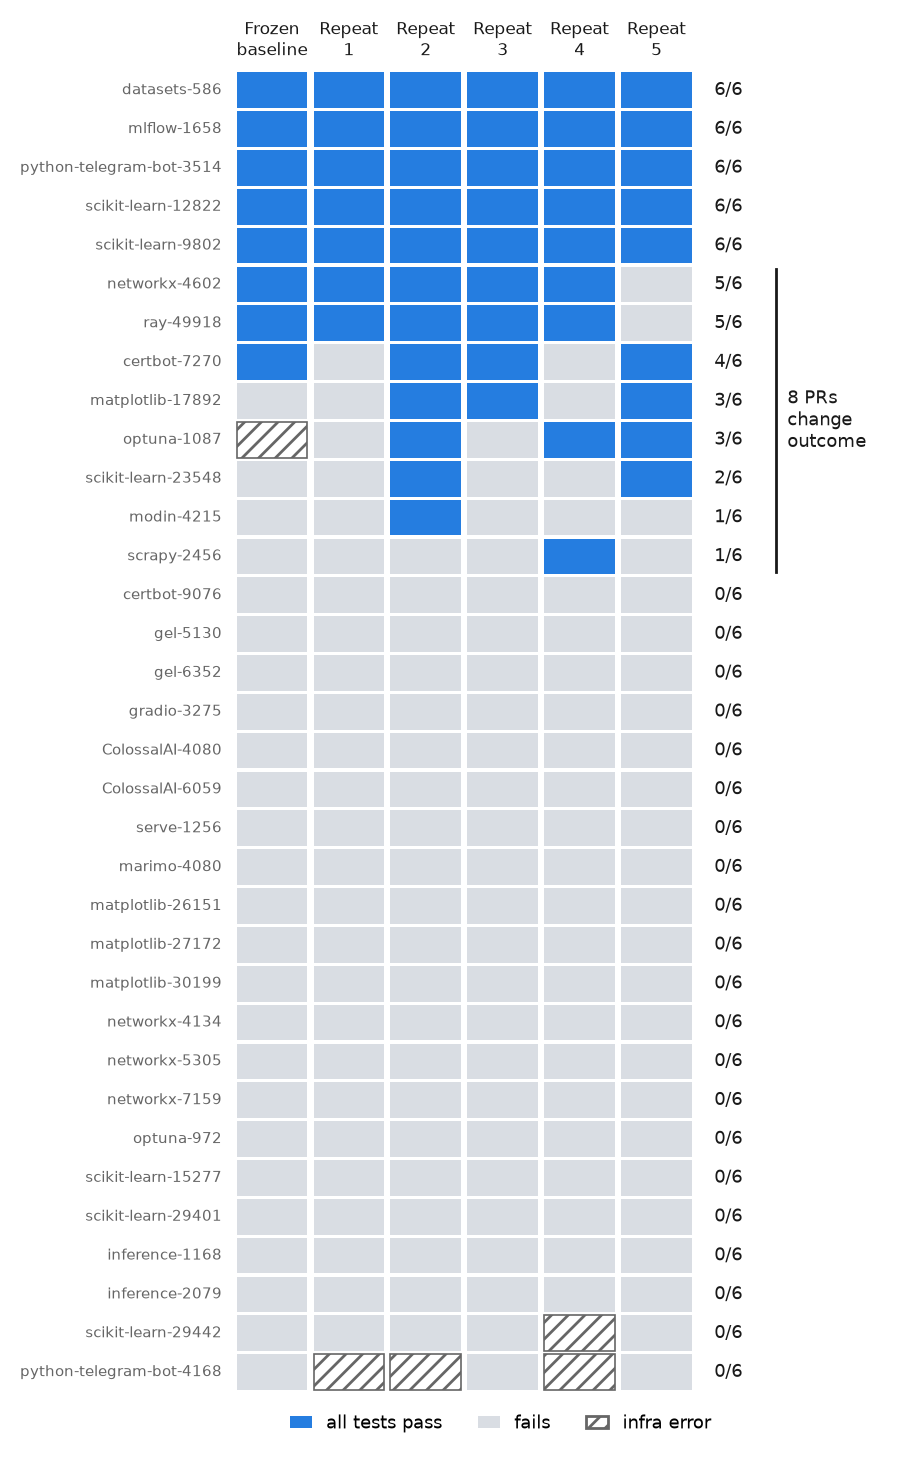 Frozen baseline
Repeat 1
Repeat 2
Repeat 3
Repeat 4
Repeat 5
datasets-586 6/6
mlflow-1658 6/6
python-telegram-bot-3514 6/6
scikit-learn-12822 6/6
scikit-learn-9802 6/6
networkx-4602 5/6
ray-49918 5/6
certbot-7270 4/6
matplotlib-17892 3/6
optuna-1087 3/6
scikit-learn-23548 2/6
modin-4215 1/6
scrapy-2456 1/6
8 PRs
change
outcome
certbot-9076 0/6
gel-5130 0/6
gel-6352 0/6
gradio-3275 0/6
ColossalAI-4080 0/6
ColossalAI-6059 0/6
serve-1256 0/6
marimo-4080 0/6
matplotlib-26151 0/6
matplotlib-27172 0/6
matplotlib-30199 0/6
networkx-4134 0/6
networkx-5305 0/6
networkx-7159 0/6
optuna-972 0/6
scikit-learn-15277 0/6
scikit-learn-29401 0/6
inference-1168 0/6
inference-2079 0/6
scikit-learn-29442 0/6
python-telegram-bot-4168 0/6
all tests pass
fails
infra error